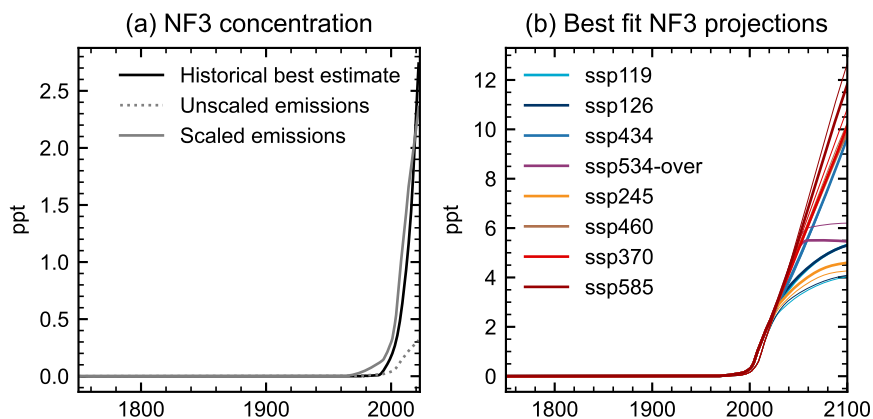 (a) NF3 concentration
ppt
2.5
2.0
1.5
1.0
0.5
0.0
Historical best estimate
Unscaled emissions
Scaled emissions
1800
1900
2000
(b) Best fit NF3 projections
ppt
12
10
8
6
4
2
0
ssp119
ssp126
ssp434
ssp534-over
ssp245
ssp460
ssp370
ssp585
1800
1900
2000
2100